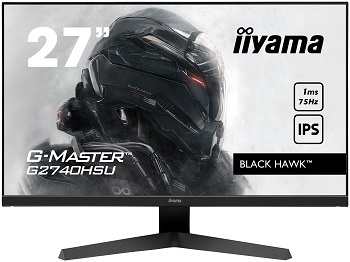 27"
iiyama
1ms
75Hz
IPS
G-MASTER™
G2740HSU
BLACK HAWK™
iiyama